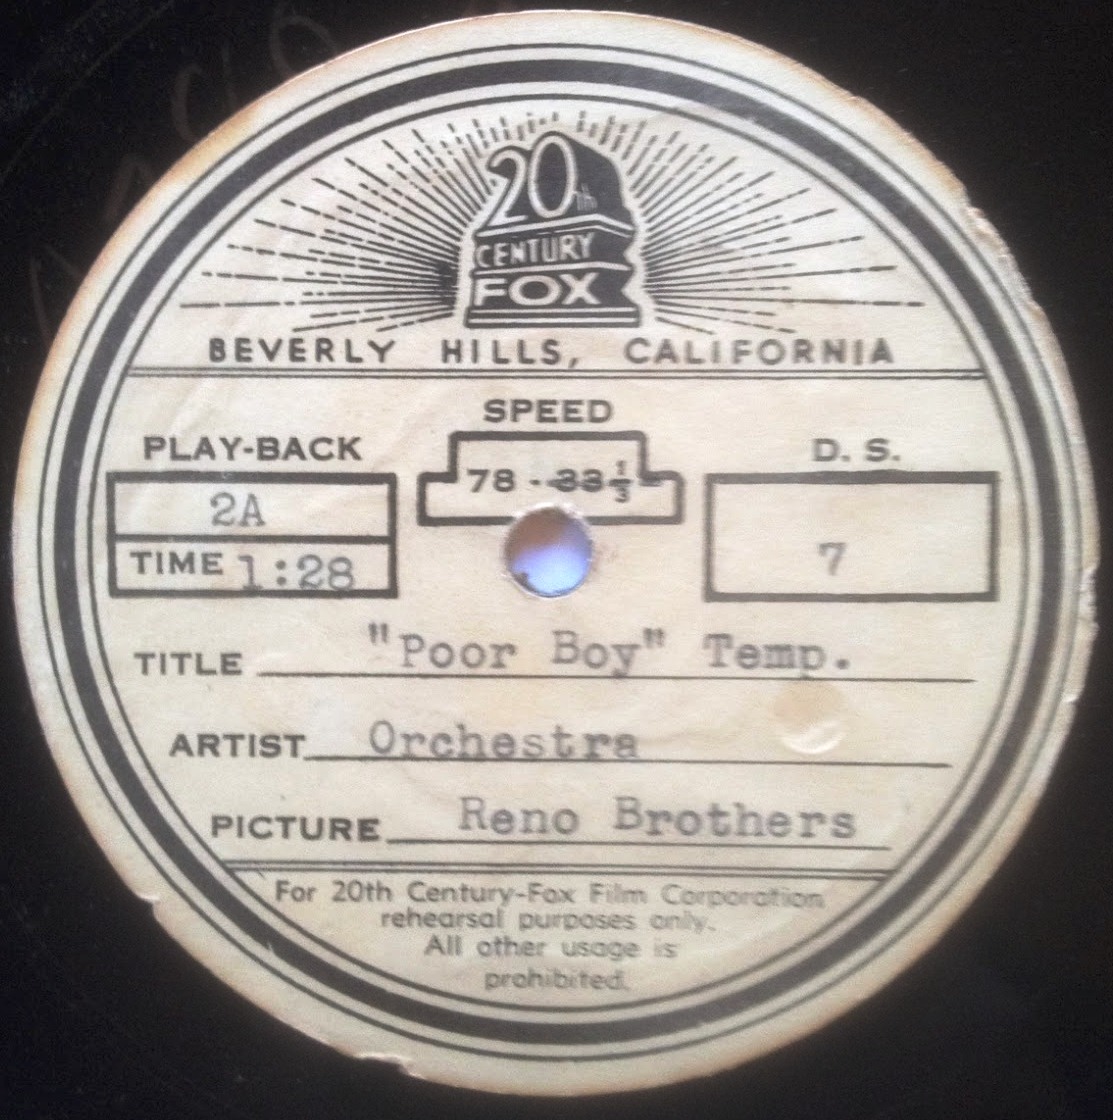 20th
CENTURY
FOX
BEVERLY HILLS, CALIFORNIA
SPEED
PLAY-BACK
78 - 33 1/3
D. S.
2A
TIME 1:28
7
TITLE "Poor Boy" Temp.
ARTIST Orchestra
PICTURE Reno Brothers
For 20th Century-Fox Film Corporation
rehearsal purposes only.
All other usage is
prohibited.